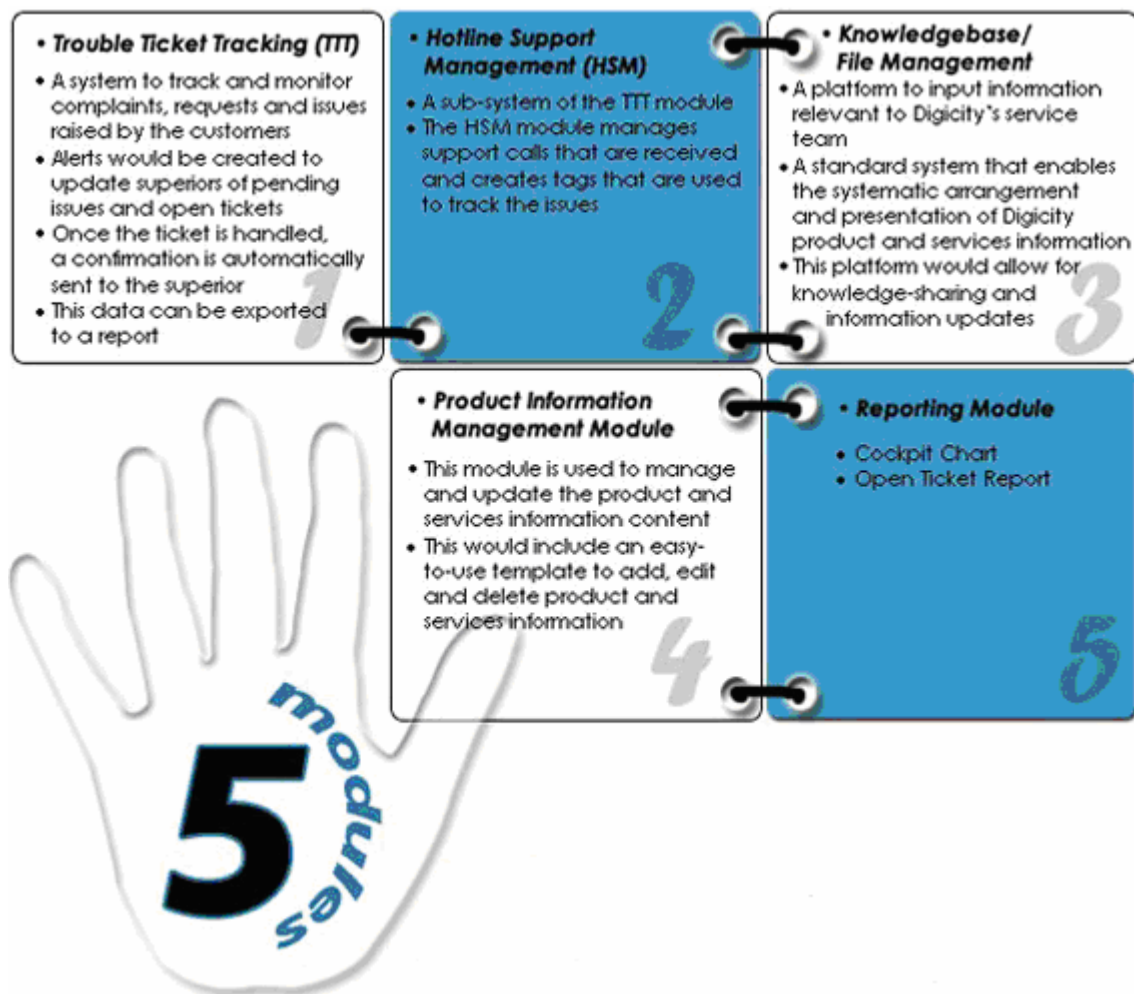 • Trouble Ticket Tracking (TTT)
• A system to track and monitor
complaints, requests and issues
raised by the customers
• Alerts would be created to
update superiors of pending
issues and open tickets
• Once the ticket is handled,
a confirmation is automatically
sent to the superior
• This data can be exported
to a report
1
• Hotline Support
Management (HSM)
• A sub-system of the TTT module
• The HSM module manages
support calls that are received
and creates tags that are used
to track the issues
2
• Knowledgebase/
File Management
• A platform to input information
relevant to Digicity's service
team
• A standard system that enables
the systematic arrangement
and presentation of Digicity
product and services information
• This platform would allow for
knowledge-sharing and
information updates
3
• Product Information
Management Module
• This module is used to manage
and update the product and
services information content
• This would include an easy-
to-use template to add, edit
and delete product and
services information
4
• Reporting Module
• Cockpit Chart
• Open Ticket Report
5
5
modules